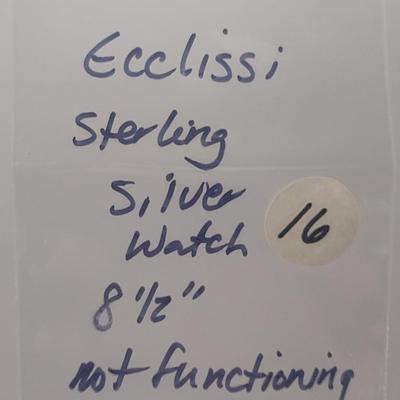 Ecclissi
Sterling
Silver
Watch
16
8 1/2"
not functioning